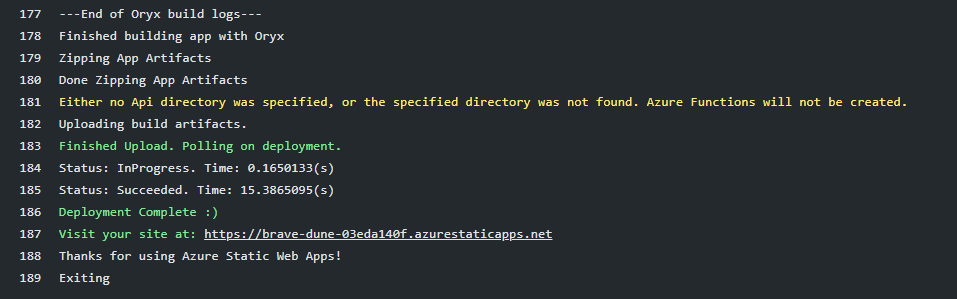 177 ---End of Oryx build logs---
178 Finished building app with Oryx
179 Zipping App Artifacts
180 Done Zipping App Artifacts
181 Either no Api directory was specified, or the specified directory was not found. Azure Functions will not be created.
182 Uploading build artifacts.
183 Finished Upload. Polling on deployment.
184 Status: InProgress. Time: 0.1650133(s)
185 Status: Succeeded. Time: 15.3865095(s)
186 Deployment Complete :)
187 Visit your site at: https://brave-dune-03eda140f.azurestaticapps.net
188 Thanks for using Azure Static Web Apps!
189 Exiting